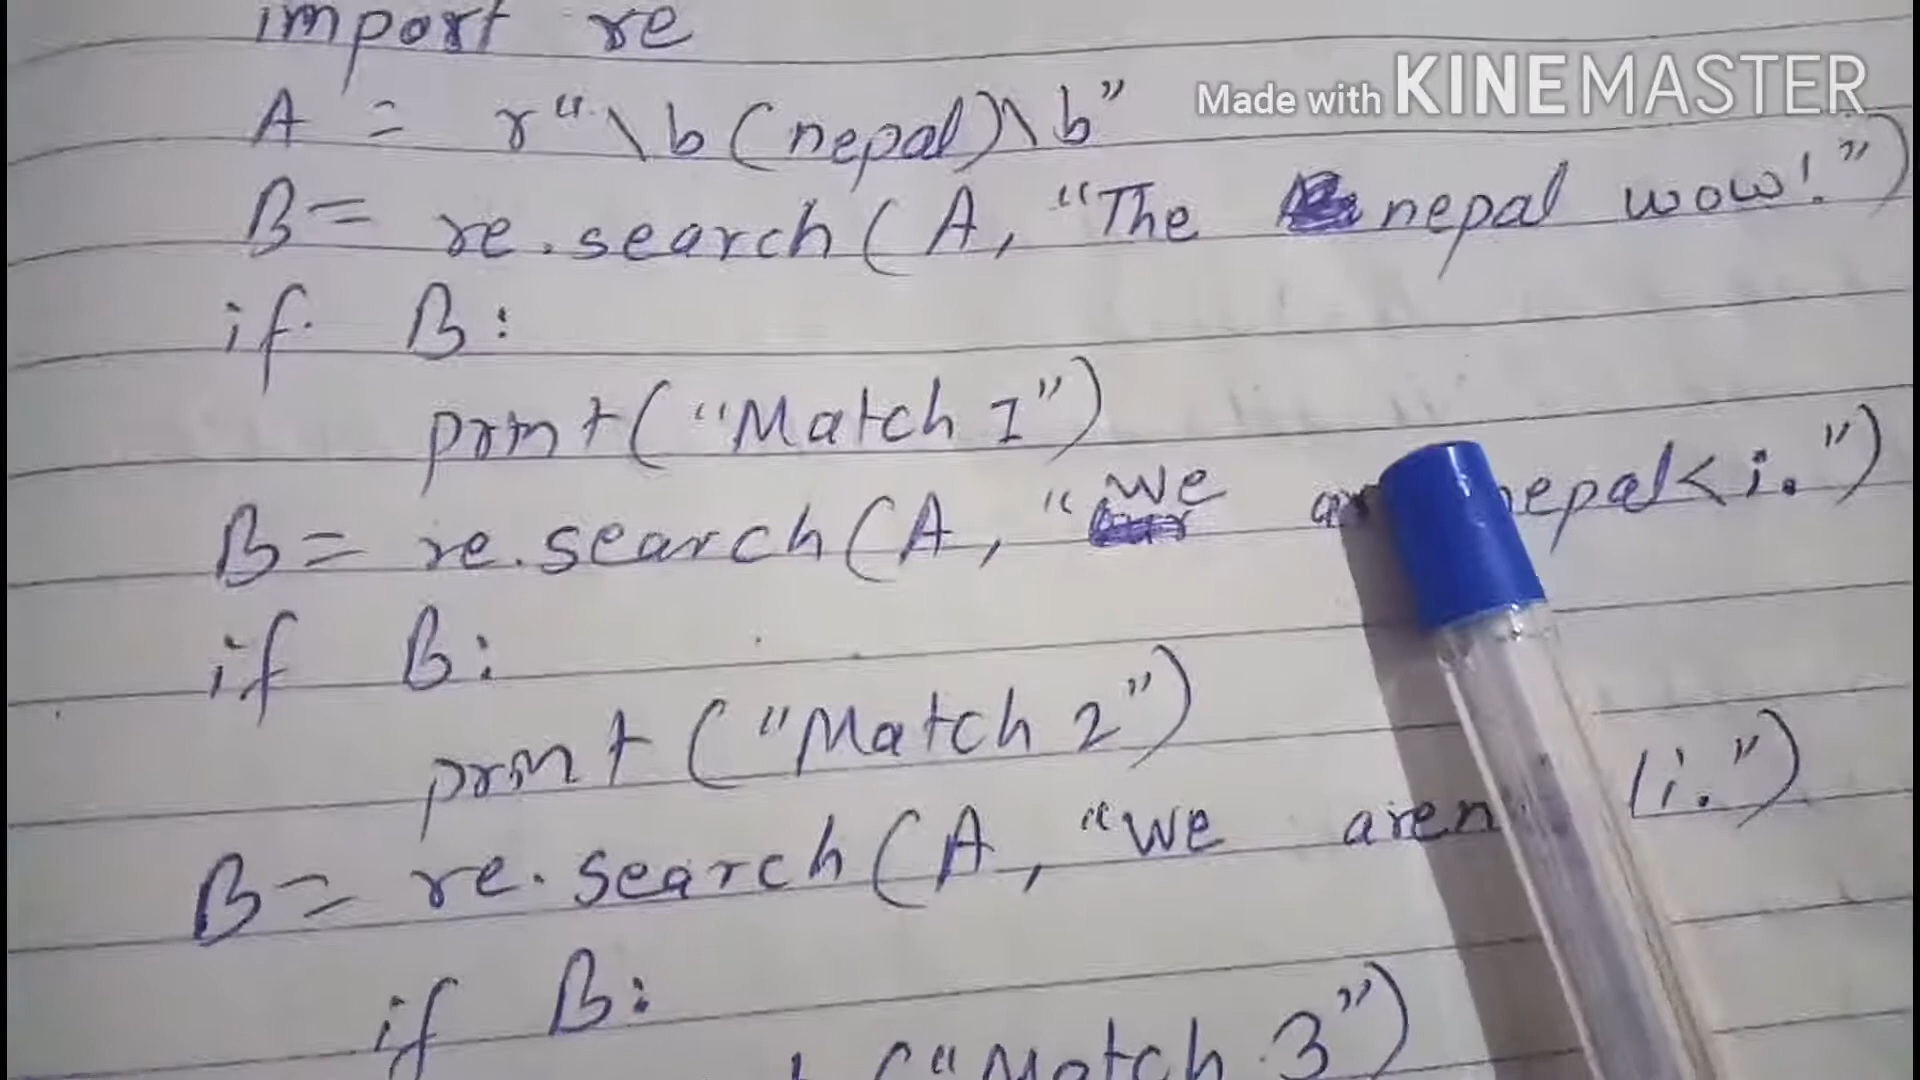 import re
Made with KINEMASTER
A = r"\b(nepal)\b"
B= re.search(A, "The nepal wow!")
if B:
print("Match 1")
B= re.search(A, "We nepal<i.")
if B:
print("Match 2")
B= re.search(A, "We aren i.")
if B:
("Match 3")